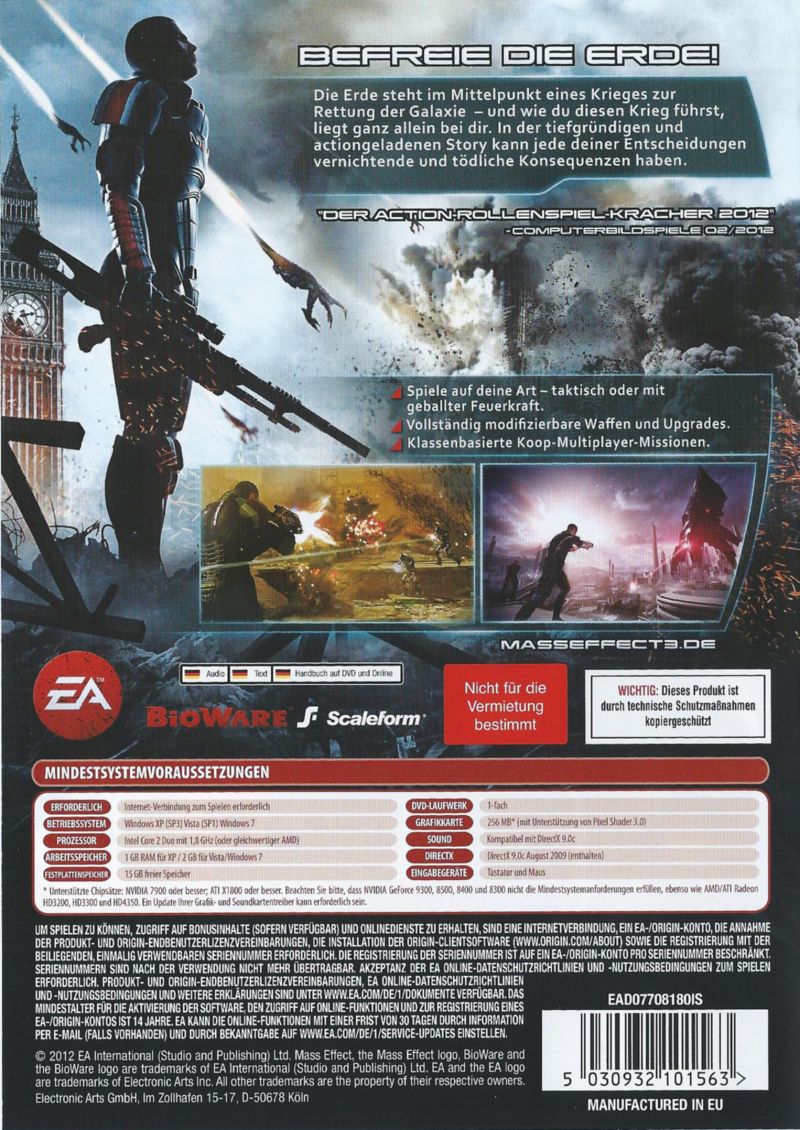 BEFREIE DIE ERDE!
Die Erde steht im Mittelpunkt eines Krieges zur
Rettung der Galaxie – und wie du diesen Krieg führst,
liegt ganz allein bei dir. In der tiefgründigen und
actiongeladenen Story kann jede deiner Entscheidungen
vernichtende und tödliche Konsequenzen haben.
"DER ACTION-ROLLENSPIEL-KRACHER 2012"
-COMPUTERBILDSPIELE 02/2012
Spiele auf deine Art – taktisch oder mit
geballter Feuerkraft.
Vollständig modifizierbare Waffen und Upgrades.
Klassenbasierte Koop-Multiplayer-Missionen.
MASSEFFECT3.DE
EA™
Audio Text Handbuch auf DVD und Online
BIOWARE Scaleform®
Nicht für die
Vermietung
bestimmt
WICHTIG: Dieses Produkt ist
durch technische Schutzmaßnahmen
kopiergeschützt
MINDESTSYSTEMVORAUSSETZUNGEN
ERFORDERLICH Internet-Verbindung zum Spielen erforderlich
BETRIEBSSYSTEM Windows XP (SP3) Vista (SP1) Windows 7
PROZESSOR Intel Core 2 Duo mit 1,8 GHz (oder gleichwertiger AMD)
ARBEITSSPEICHER 1 GB RAM für XP / 2 GB für Vista/Windows 7
FESTPLATTENSPEICHER 15 GB freier Speicher
DVD-LAUFWERK 1-fach
GRAFIKKARTE 256 MB* (mit Unterstützung von Pixel Shader 3.0)
SOUND Kompatibel mit DirectX 9.0c
DIRECTX DirectX 9.0c August 2009 (enthalten)
EINGABEGERÄTE Tastatur und Maus
* Unterstützte Chipsätze: NVIDIA 7900 oder besser; ATI X1800 oder besser. Beachten Sie bitte, dass NVIDIA GeForce 9300, 8500, 8400 und 8300 nicht die Mindestsystemanforderungen erfüllen, ebenso wie AMD/ATI Radeon
HD3200, HD3300 und HD4350. Ein Update Ihrer Grafik- und Soundkartentreiber kann erforderlich sein.
UM SPIELEN ZU KÖNNEN, ZUGRIFF AUF BONUSINHALTE (SOFERN VERFÜGBAR) UND ONLINEDIENSTE ZU ERHALTEN, SIND EINE INTERNETVERBINDUNG, EIN EA-/ORIGIN-KONTO, DIE ANNAHME
DER PRODUKT- UND ORIGIN-ENDBENUTZERLIZENZVEREINBARUNGEN, DIE INSTALLATION DER ORIGIN-CLIENTSOFTWARE (WWW.ORIGIN.COM/ABOUT) SOWIE DIE REGISTRIERUNG MIT DER
BEILIEGENDEN, EINMALIG VERWENDBAREN SERIENNUMMER ERFORDERLICH. DIE REGISTRIERUNG DER SERIENNUMMER IST AUF EIN EA-/ORIGIN-KONTO PRO SERIENNUMMER BESCHRÄNKT.
SERIENNUMMERN SIND NACH DER VERWENDUNG NICHT MEHR ÜBERTRAGBAR. AKZEPTANZ DER EA ONLINE-DATENSCHUTZRICHTLINIEN UND -NUTZUNGSBEDINGUNGEN ZUM SPIELEN
ERFORDERLICH. PRODUKT- UND ORIGIN-ENDBENUTZERLIZENZVEREINBARUNGEN, EA ONLINE-DATENSCHUTZRICHTLINIEN
UND -NUTZUNGSBEDINGUNGEN UND WEITERE ERKLÄRUNGEN SIND UNTER WWW.EA.COM/DE/1/DOKUMENTE VERFÜGBAR. DAS
MINDESTALTER FÜR DIE AKTIVIERUNG DER SOFTWARE, DEN ZUGRIFF AUF ONLINE-FUNKTIONEN UND ZUR REGISTRIERUNG EINES
EA-/ORIGIN-KONTOS IST 14 JAHRE. EA KANN DIE ONLINE-FUNKTIONEN MIT EINER FRIST VON 30 TAGEN DURCH INFORMATION
PER E-MAIL (FALLS VORHANDEN) UND DURCH BEKANNTGABE AUF WWW.EA.COM/DE/1/SERVICE-UPDATES EINSTELLEN.
© 2012 EA International (Studio and Publishing) Ltd. Mass Effect, the Mass Effect logo, BioWare and
the BioWare logo are trademarks of EA International (Studio and Publishing) Ltd. EA and the EA logo
are trademarks of Electronic Arts Inc. All other trademarks are the property of their respective owners.
Electronic Arts GmbH, Im Zollhafen 15-17, D-50678 Köln
EAD07708180IS
5 030932 101563 >
MANUFACTURED IN EU